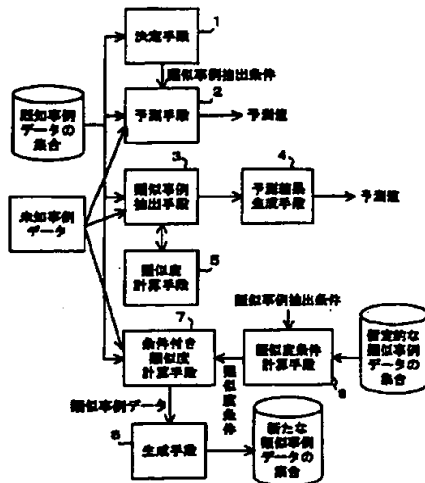 1
決定手段
類似事例抽出条件
2
既知事例
データの
集合
予測手段
予測値
3
4
類似事例
抽出手段
予測結果
生成手段
予測値
未知事例
データ
5
類似度
計算手段
類似事例抽出条件
7
条件付き
類似度
計算手段
類似度条件
類似度条件
計算手段
6
暫定的な
類似事例
データの
集合
類似事例データ
8
生成手段
新たな
類似事例
データの
集合